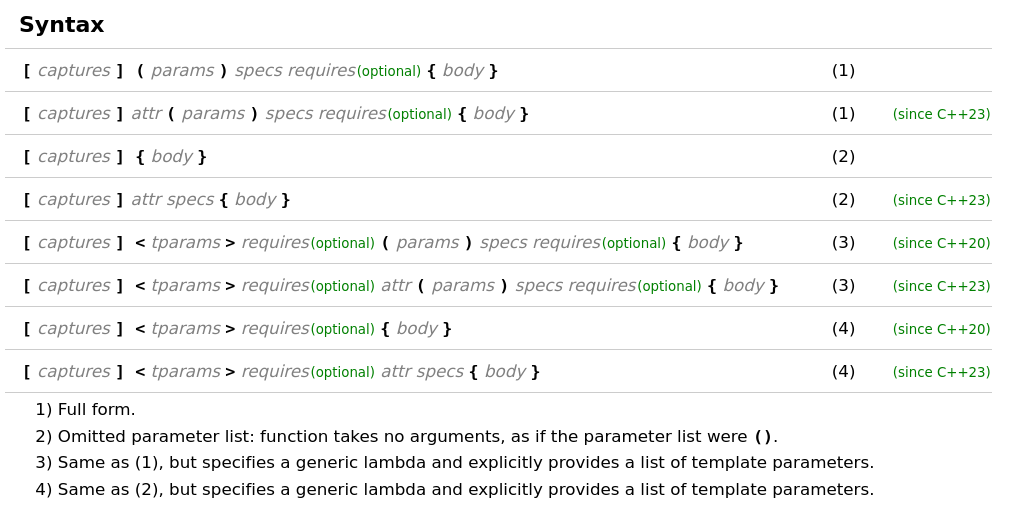 Syntax
[ captures ] ( params ) specs requires(optional) { body } (1)
[ captures ] attr ( params ) specs requires(optional) { body } (1) (since C++23)
[ captures ] { body } (2)
[ captures ] attr specs { body } (2) (since C++23)
[ captures ] < tparams > requires(optional) ( params ) specs requires(optional) { body } (3) (since C++20)
[ captures ] < tparams > requires(optional) attr ( params ) specs requires(optional) { body } (3) (since C++23)
[ captures ] < tparams > requires(optional) { body } (4) (since C++20)
[ captures ] < tparams > requires(optional) attr specs { body } (4) (since C++23)
1) Full form.
2) Omitted parameter list: function takes no arguments, as if the parameter list were ().
3) Same as (1), but specifies a generic lambda and explicitly provides a list of template parameters.
4) Same as (2), but specifies a generic lambda and explicitly provides a list of template parameters.